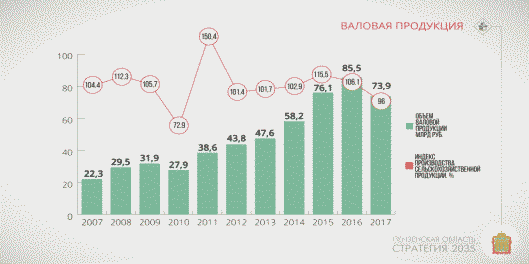 ВАЛОВАЯ ПРОДУКЦИЯ
150,4
100
85,5
104,4
112,3
105,7
101,4
101,7
102,9
115,5
106,1
76,1
73,9
80
96
72,9
58,2
60
47,6
43,8
38,6
40
29,5
31,9
27,9
22,3
20
0
2007 2008 2009 2010 2011 2012 2013 2014 2015 2016 2017
ОБЪЕМ
ВАЛОВОЙ
ПРОДУКЦИИ
МЛРД РУБ.
ИНДЕКС
ПРОИЗВОДСТВА
СЕЛЬСКОХОЗЯЙСТВЕННОЙ
ПРОДУКЦИИ, %
ПЕНЗЕНСКАЯ ОБЛАСТЬ
СТРАТЕГИЯ 2035